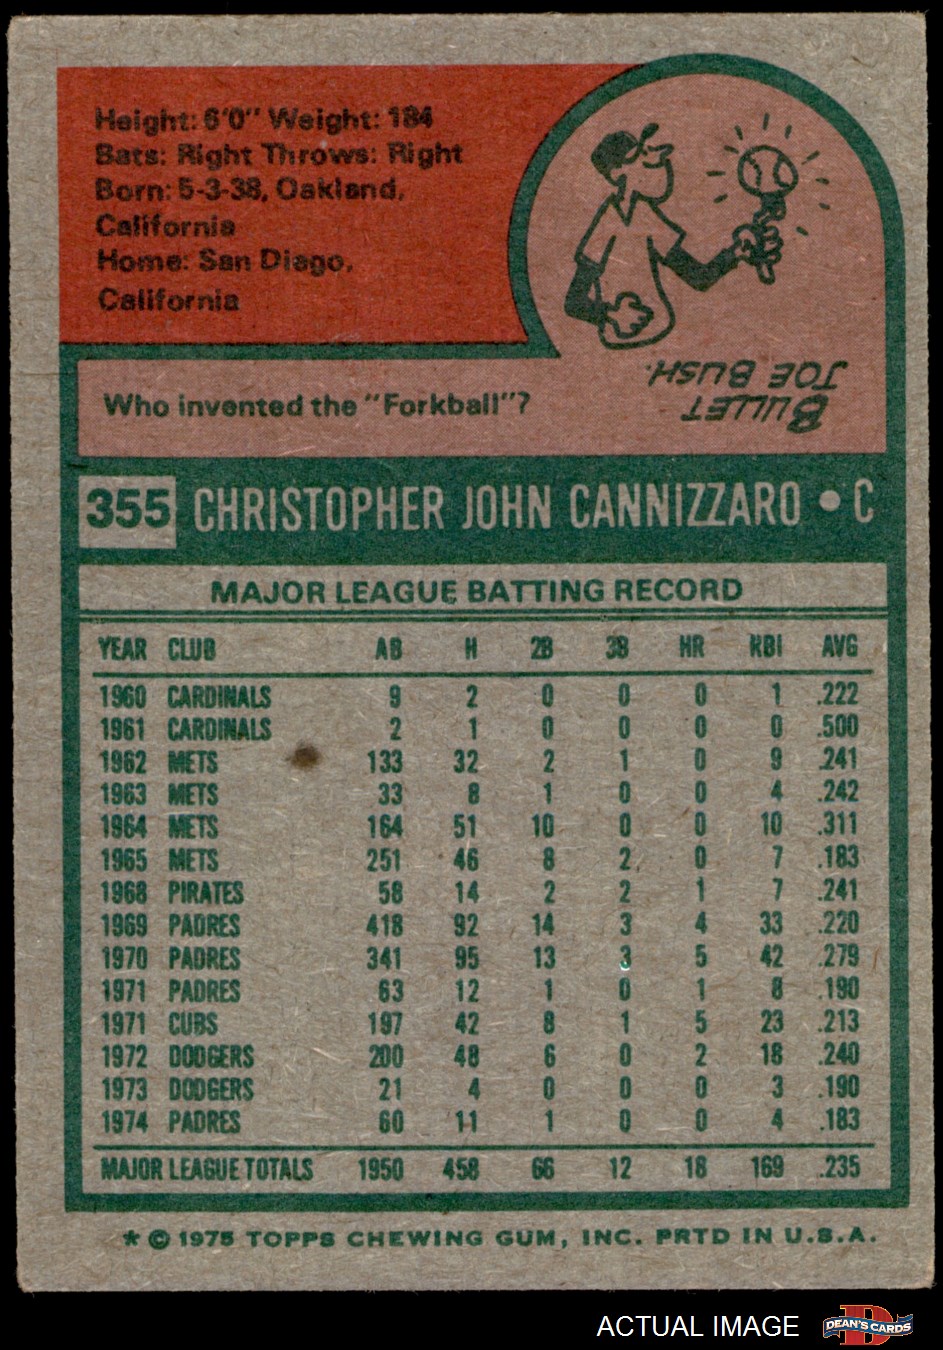 Height: 6'0" Weight: 184
Bats: Right Throws: Right
Born: 5-3-38, Oakland,
California
Home: San Diego,
California
Who invented the "Forkball"?
BULLET
JOE BUSH.
355 CHRISTOPHER JOHN CANNIZZARO • C
MAJOR LEAGUE BATTING RECORD
YEAR CLUB AB H 2B 3B HR RBI AVG
1960 CARDINALS 9 2 0 0 0 1 .222
1961 CARDINALS 2 1 0 0 0 0 .500
1962 METS 133 32 2 1 0 9 .241
1963 METS 33 8 1 0 0 4 .242
1964 METS 164 51 10 0 0 10 .311
1965 METS 251 46 8 2 0 7 .183
1968 PIRATES 58 14 2 2 1 7 .241
1969 PADRES 418 92 14 3 4 33 .220
1970 PADRES 341 95 13 3 5 42 .279
1971 PADRES 63 12 1 0 1 8 .190
1971 CUBS 197 42 8 1 5 23 .213
1972 DODGERS 200 48 6 0 2 18 .240
1973 DODGERS 21 4 0 0 0 3 .190
1974 PADRES 60 11 1 0 0 4 .183
MAJOR LEAGUE TOTALS 1950 458 66 12 18 169 .235
* © 1975 TOPPS CHEWING GUM, INC. PRTD IN U.S.A.
ACTUAL IMAGE
DEAN'S CARDS